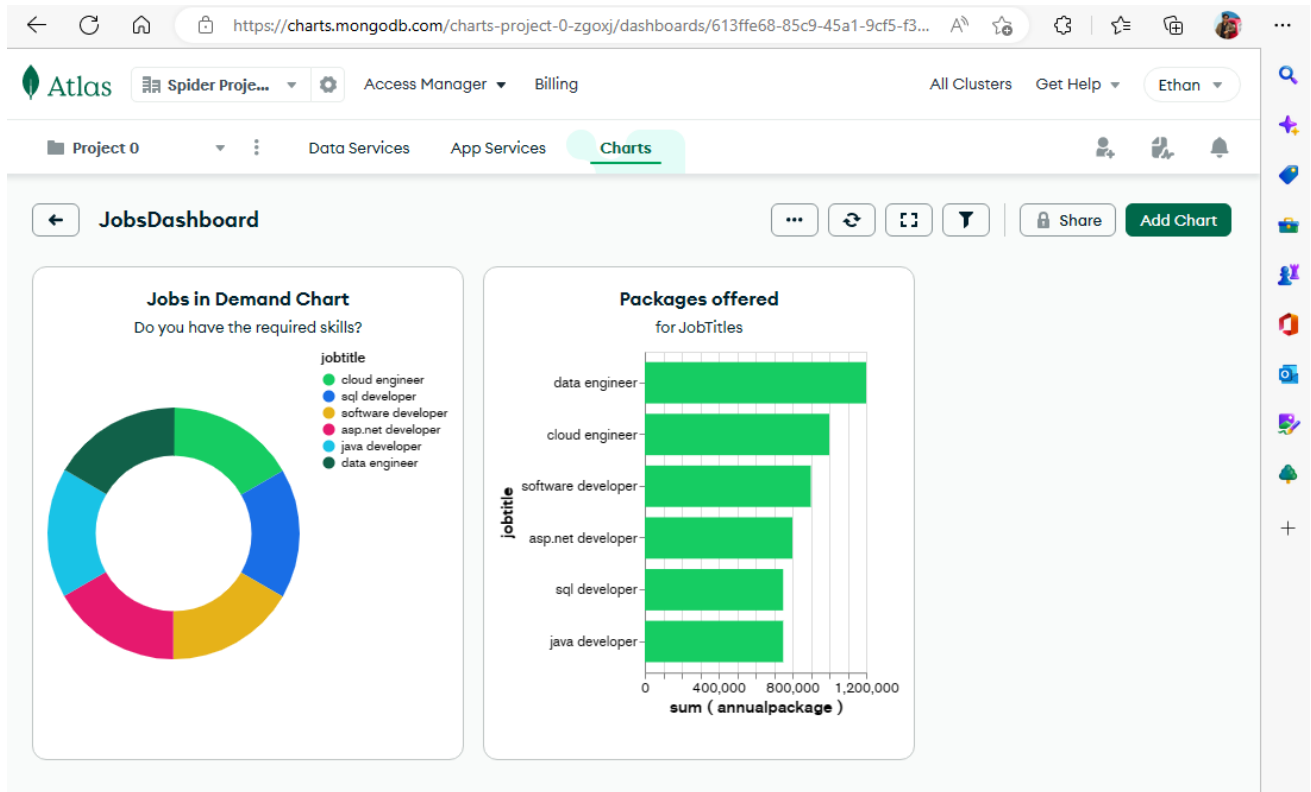 https://charts.mongodb.com/charts-project-0-zgoxj/dashboards/613ffe68-85c9-45a1-9cf5-f3...
Atlas Spider Proje... Access Manager Billing All Clusters Get Help Ethan
Project 0 Data Services App Services Charts
JobsDashboard Share Add Chart
Jobs in Demand Chart
Do you have the required skills?
jobtitle
cloud engineer
sql developer
software developer
asp.net developer
java developer
data engineer
Packages offered
for JobTitles
jobtitle
data engineer
cloud engineer
software developer
asp.net developer
sql developer
java developer
0 400,000 800,000 1,200,000
sum ( annualpackage )